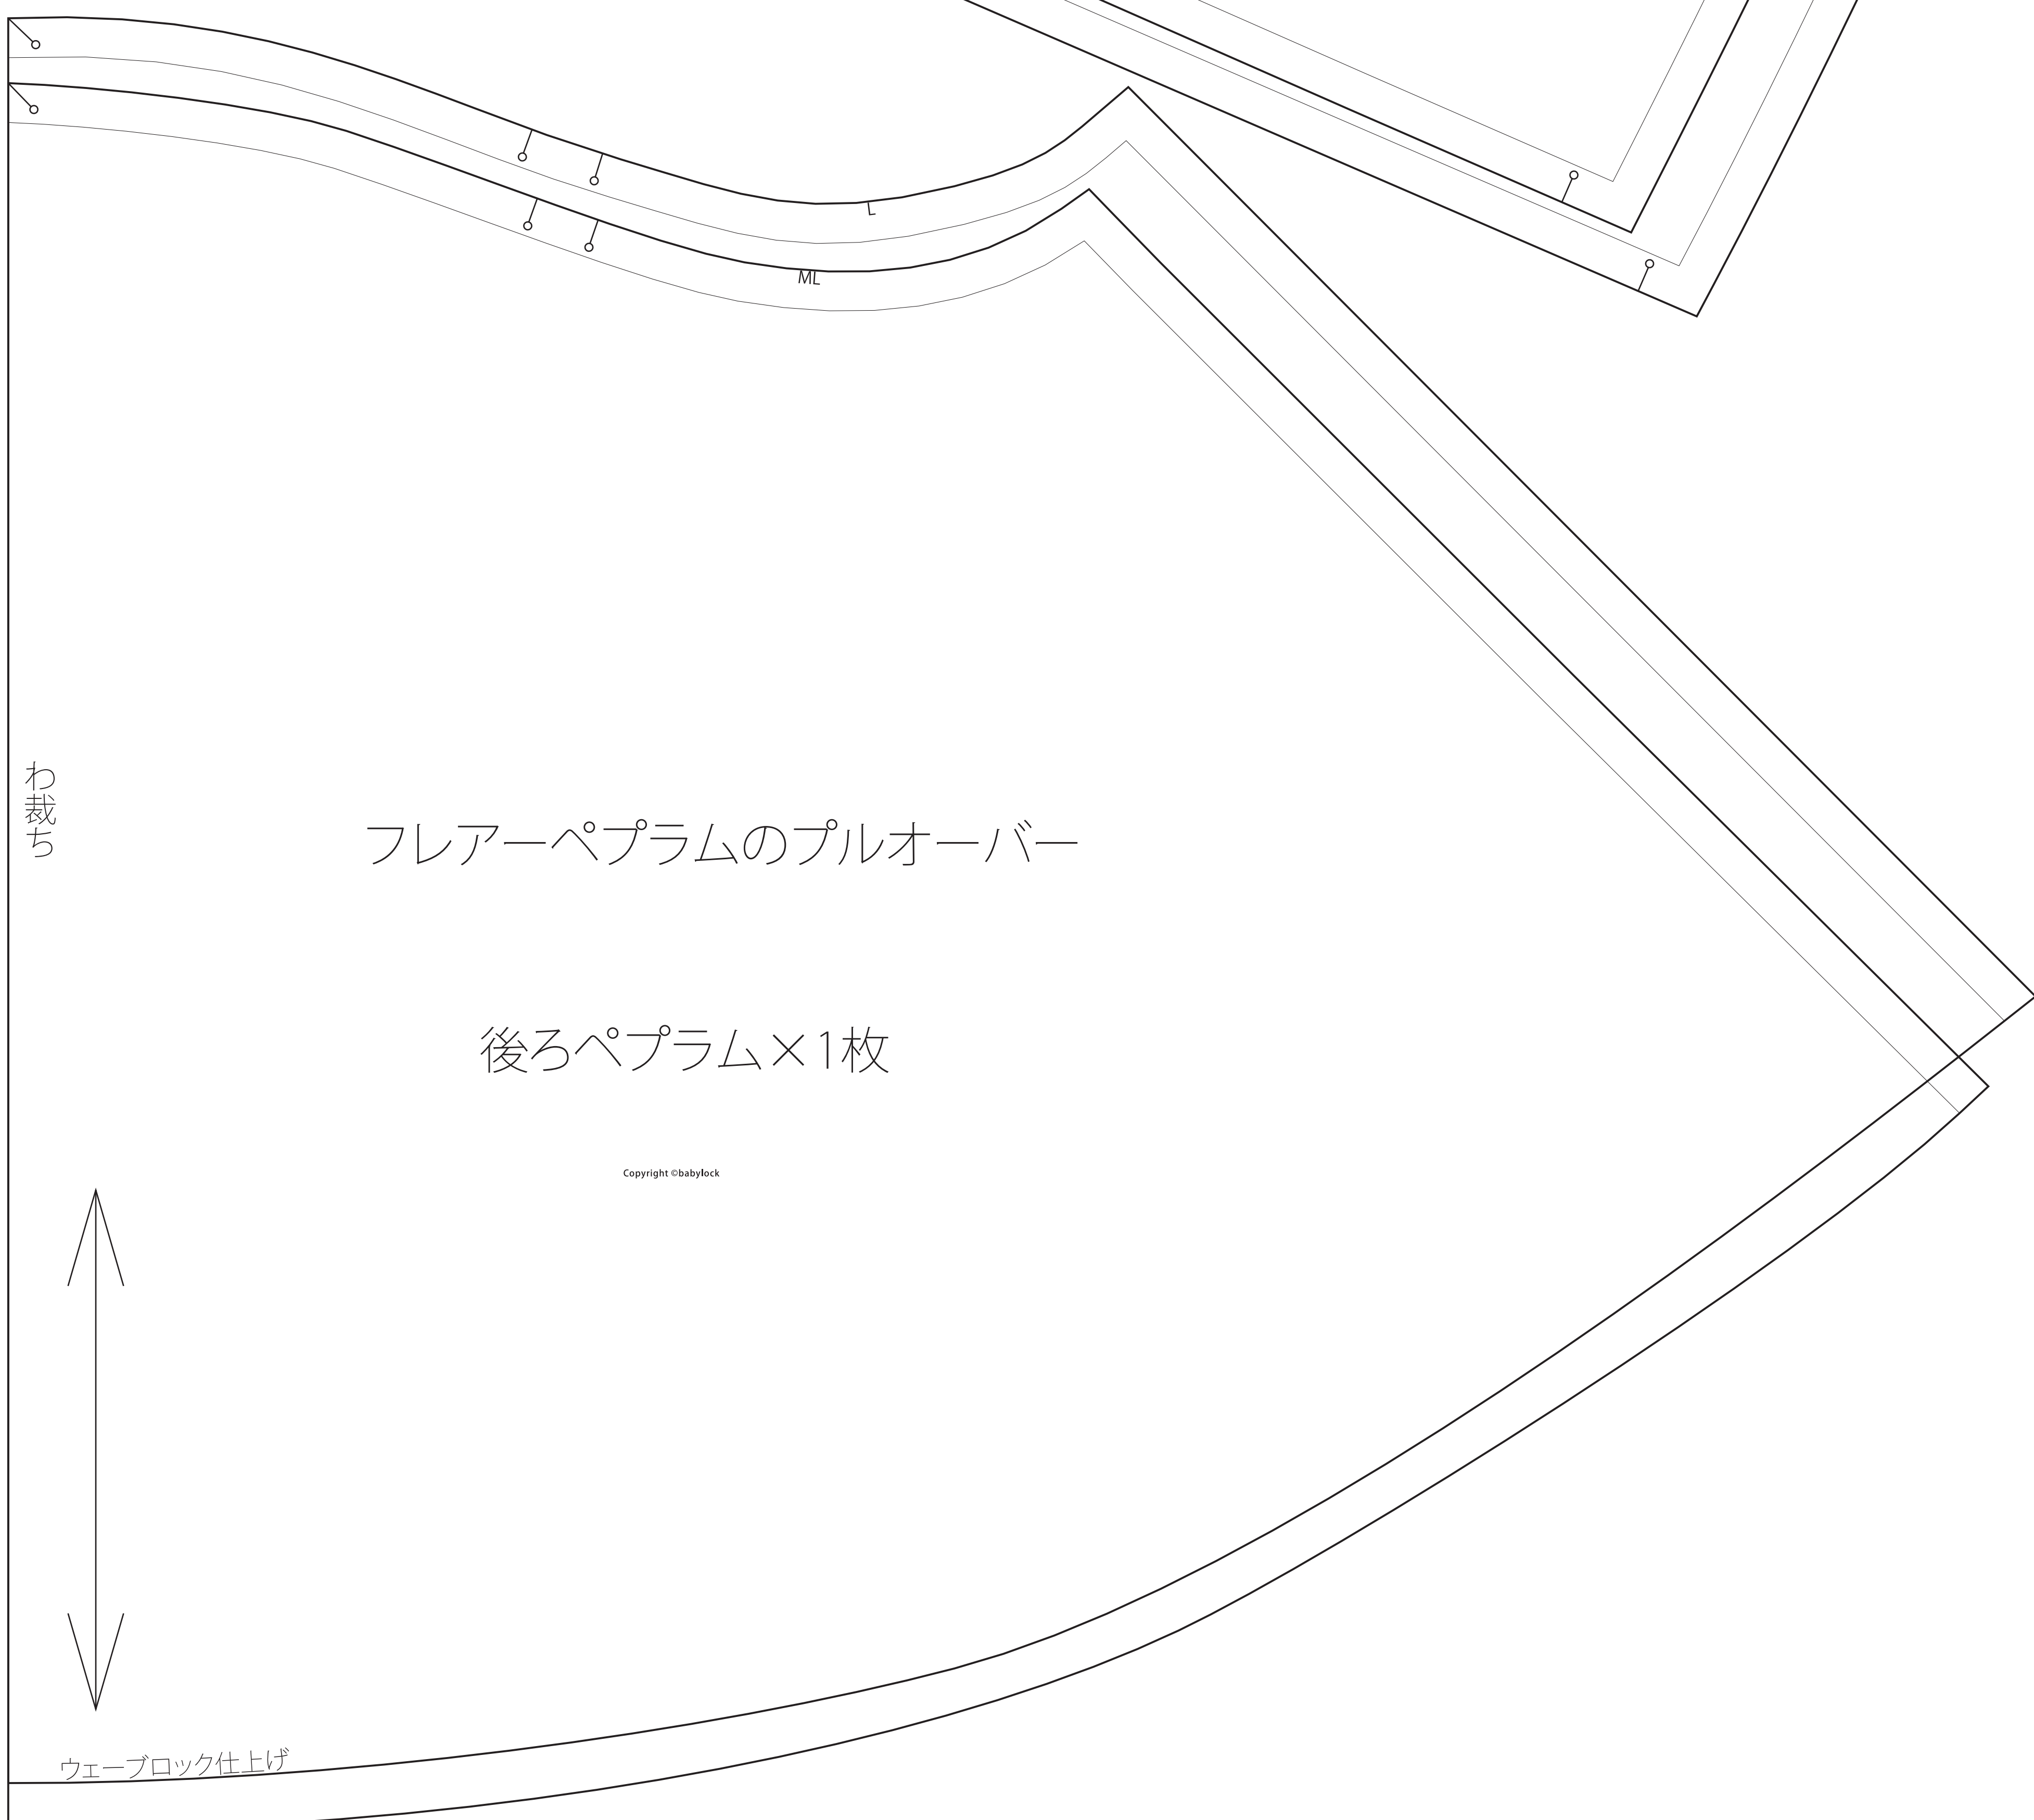 L
ML
わ裁ち
フレアーペプラムのプルオーバー
後ろペプラム×1枚
Copyright ©babylock
ウエーブロック仕上げ